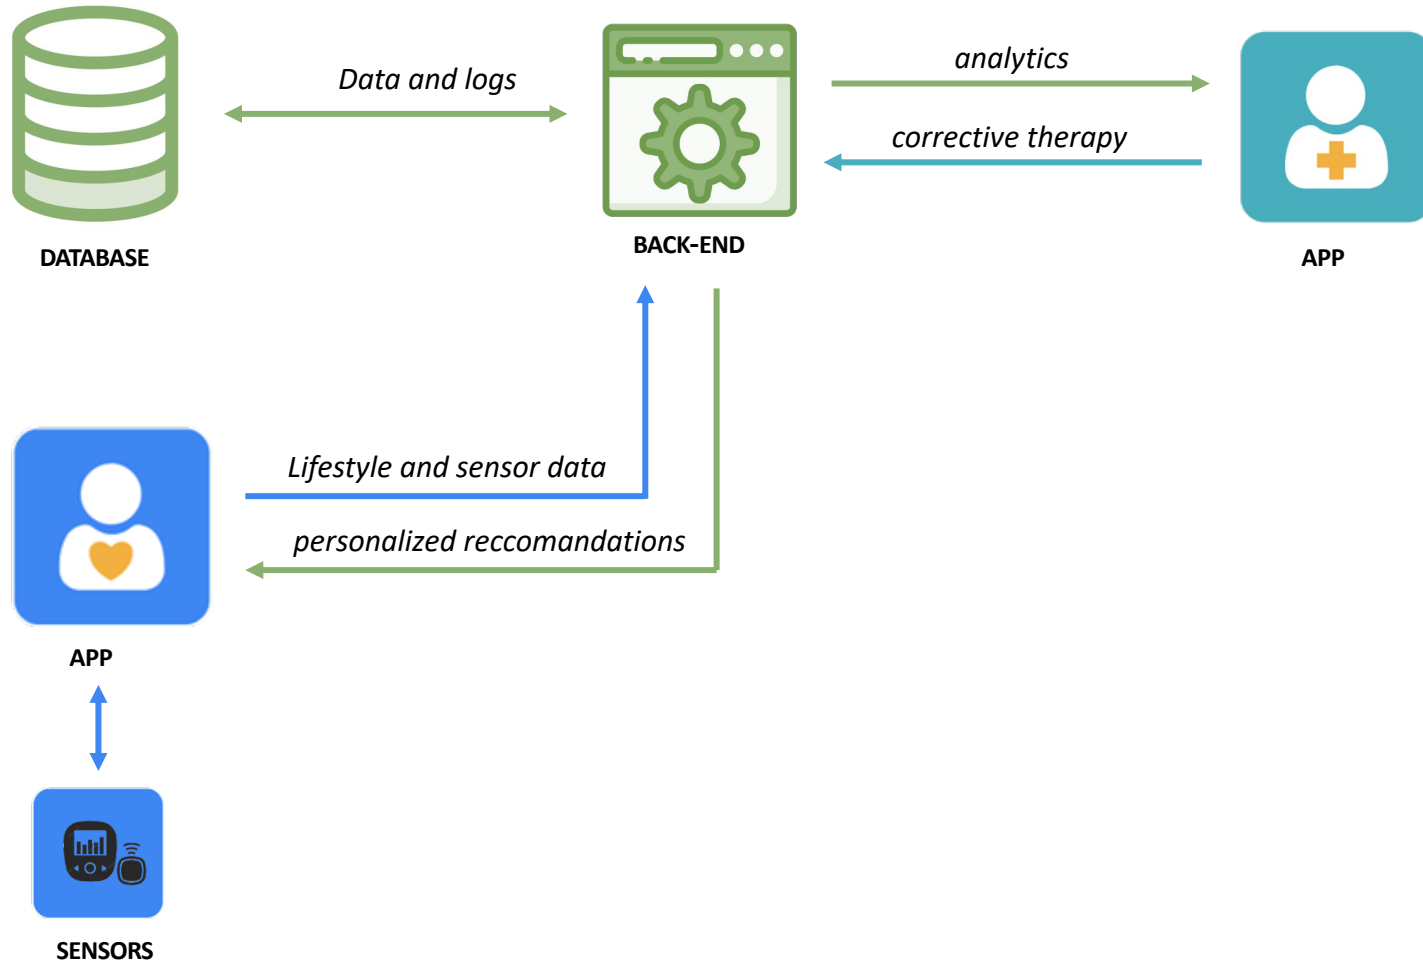 Data and logs
analytics
corrective therapy
DATABASE
BACK-END
APP
Lifestyle and sensor data
personalized reccomandations
APP
SENSORS